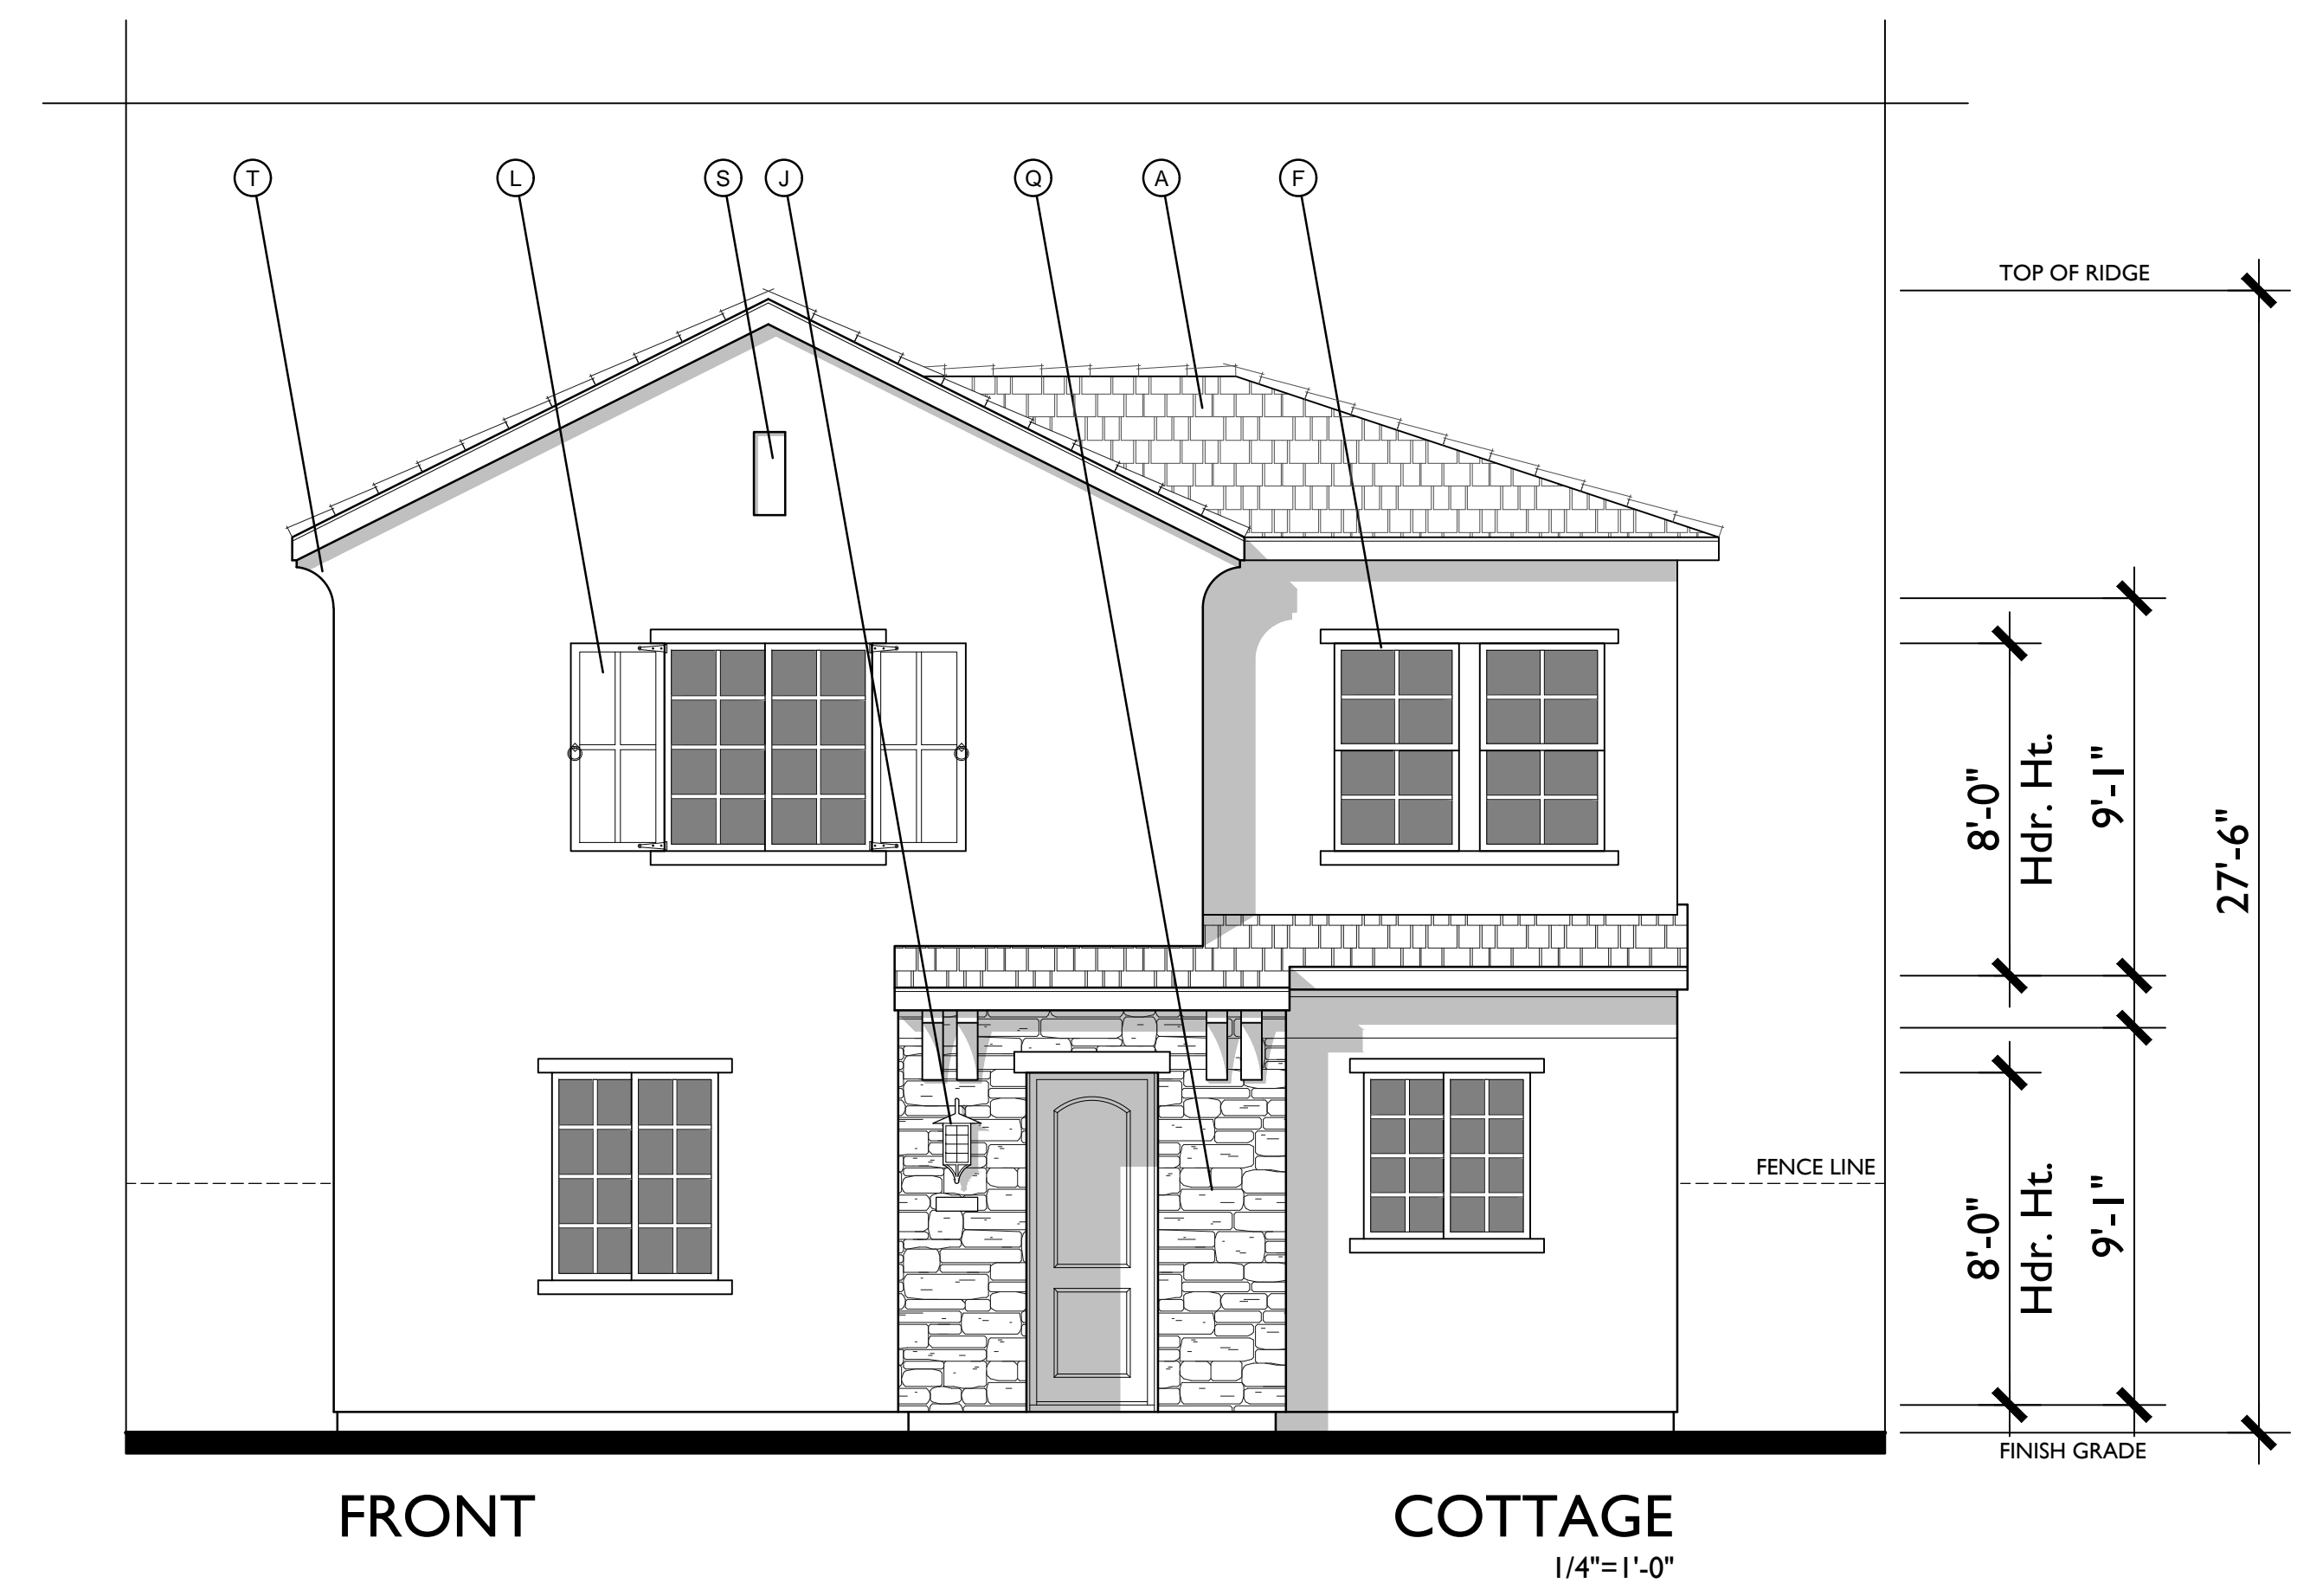 T L S J Q A F
TOP OF RIDGE
8'-0"
Hdr. Ht.
9'-1"
27'-6"
FENCE LINE
8'-0"
Hdr. Ht.
9'-1"
FINISH GRADE
FRONT
COTTAGE
1/4"=1'-0"